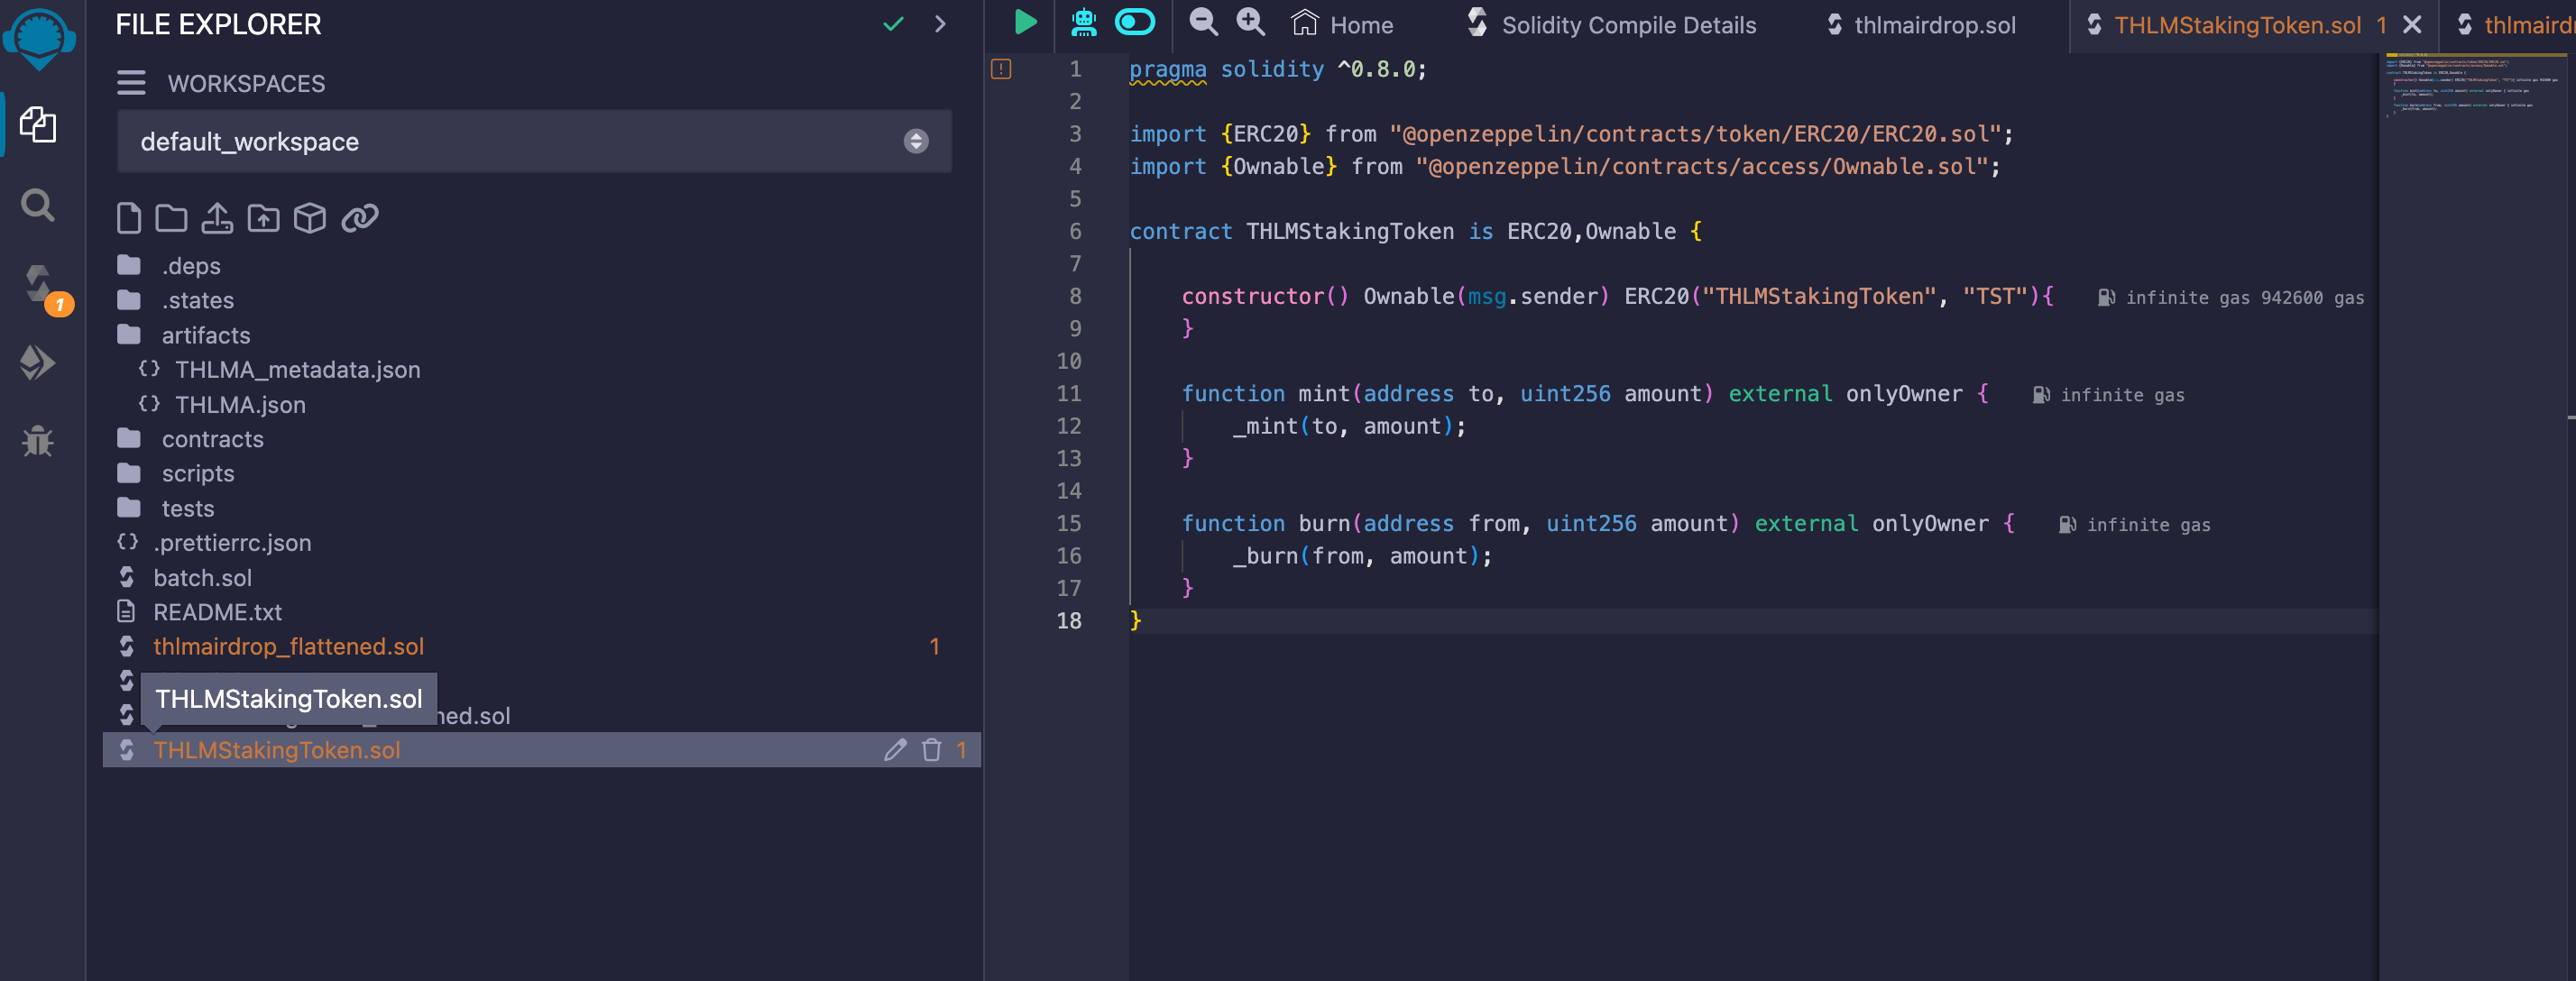 FILE EXPLORER
WORKSPACES
default_workspace
.deps
.states
artifacts
THLMA_metadata.json
THLMA.json
contracts
scripts
tests
.prettierrc.json
batch.sol
README.txt
thlmairdrop_flattened.sol 1
THLMStakingToken.sol
ned.sol
THLMStakingToken.sol 1
1
Home
Solidity Compile Details
thlmairdrop.sol
THLMStakingToken.sol 1
thlmaird
1 pragma solidity ^0.8.0;
2
3 import {ERC20} from "@openzeppelin/contracts/token/ERC20/ERC20.sol";
4 import {Ownable} from "@openzeppelin/contracts/access/Ownable.sol";
5
6 contract THLMStakingToken is ERC20,Ownable {
7
8 constructor() Ownable(msg.sender) ERC20("THLMStakingToken", "TST"){ infinite gas 942600 gas
9 }
10
11 function mint(address to, uint256 amount) external onlyOwner { infinite gas
12 _mint(to, amount);
13 }
14
15 function burn(address from, uint256 amount) external onlyOwner { infinite gas
16 _burn(from, amount);
17 }
18 }